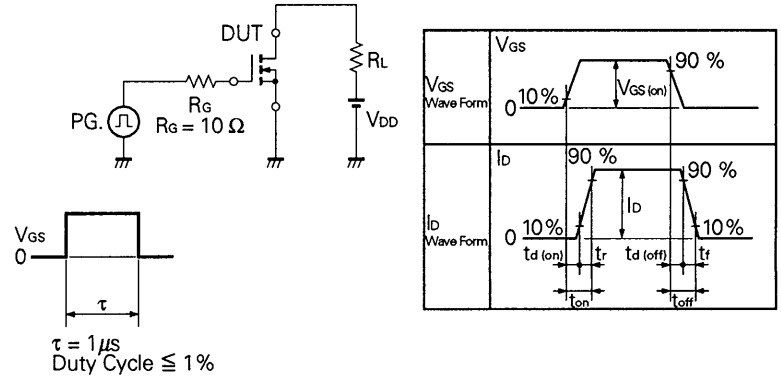 DUT
RL
RG
PG.
RG = 10 Ω
VDD
VGS
0
τ
τ = 1 μs
Duty Cycle ≦ 1%
VGS
Wave Form
VGS
90 %
10%
VGS (on)
0
ID
Wave Form
ID
90 %
90 %
ID
10%
10%
0
td (on)
tr
td (off)
tf
ton
toff